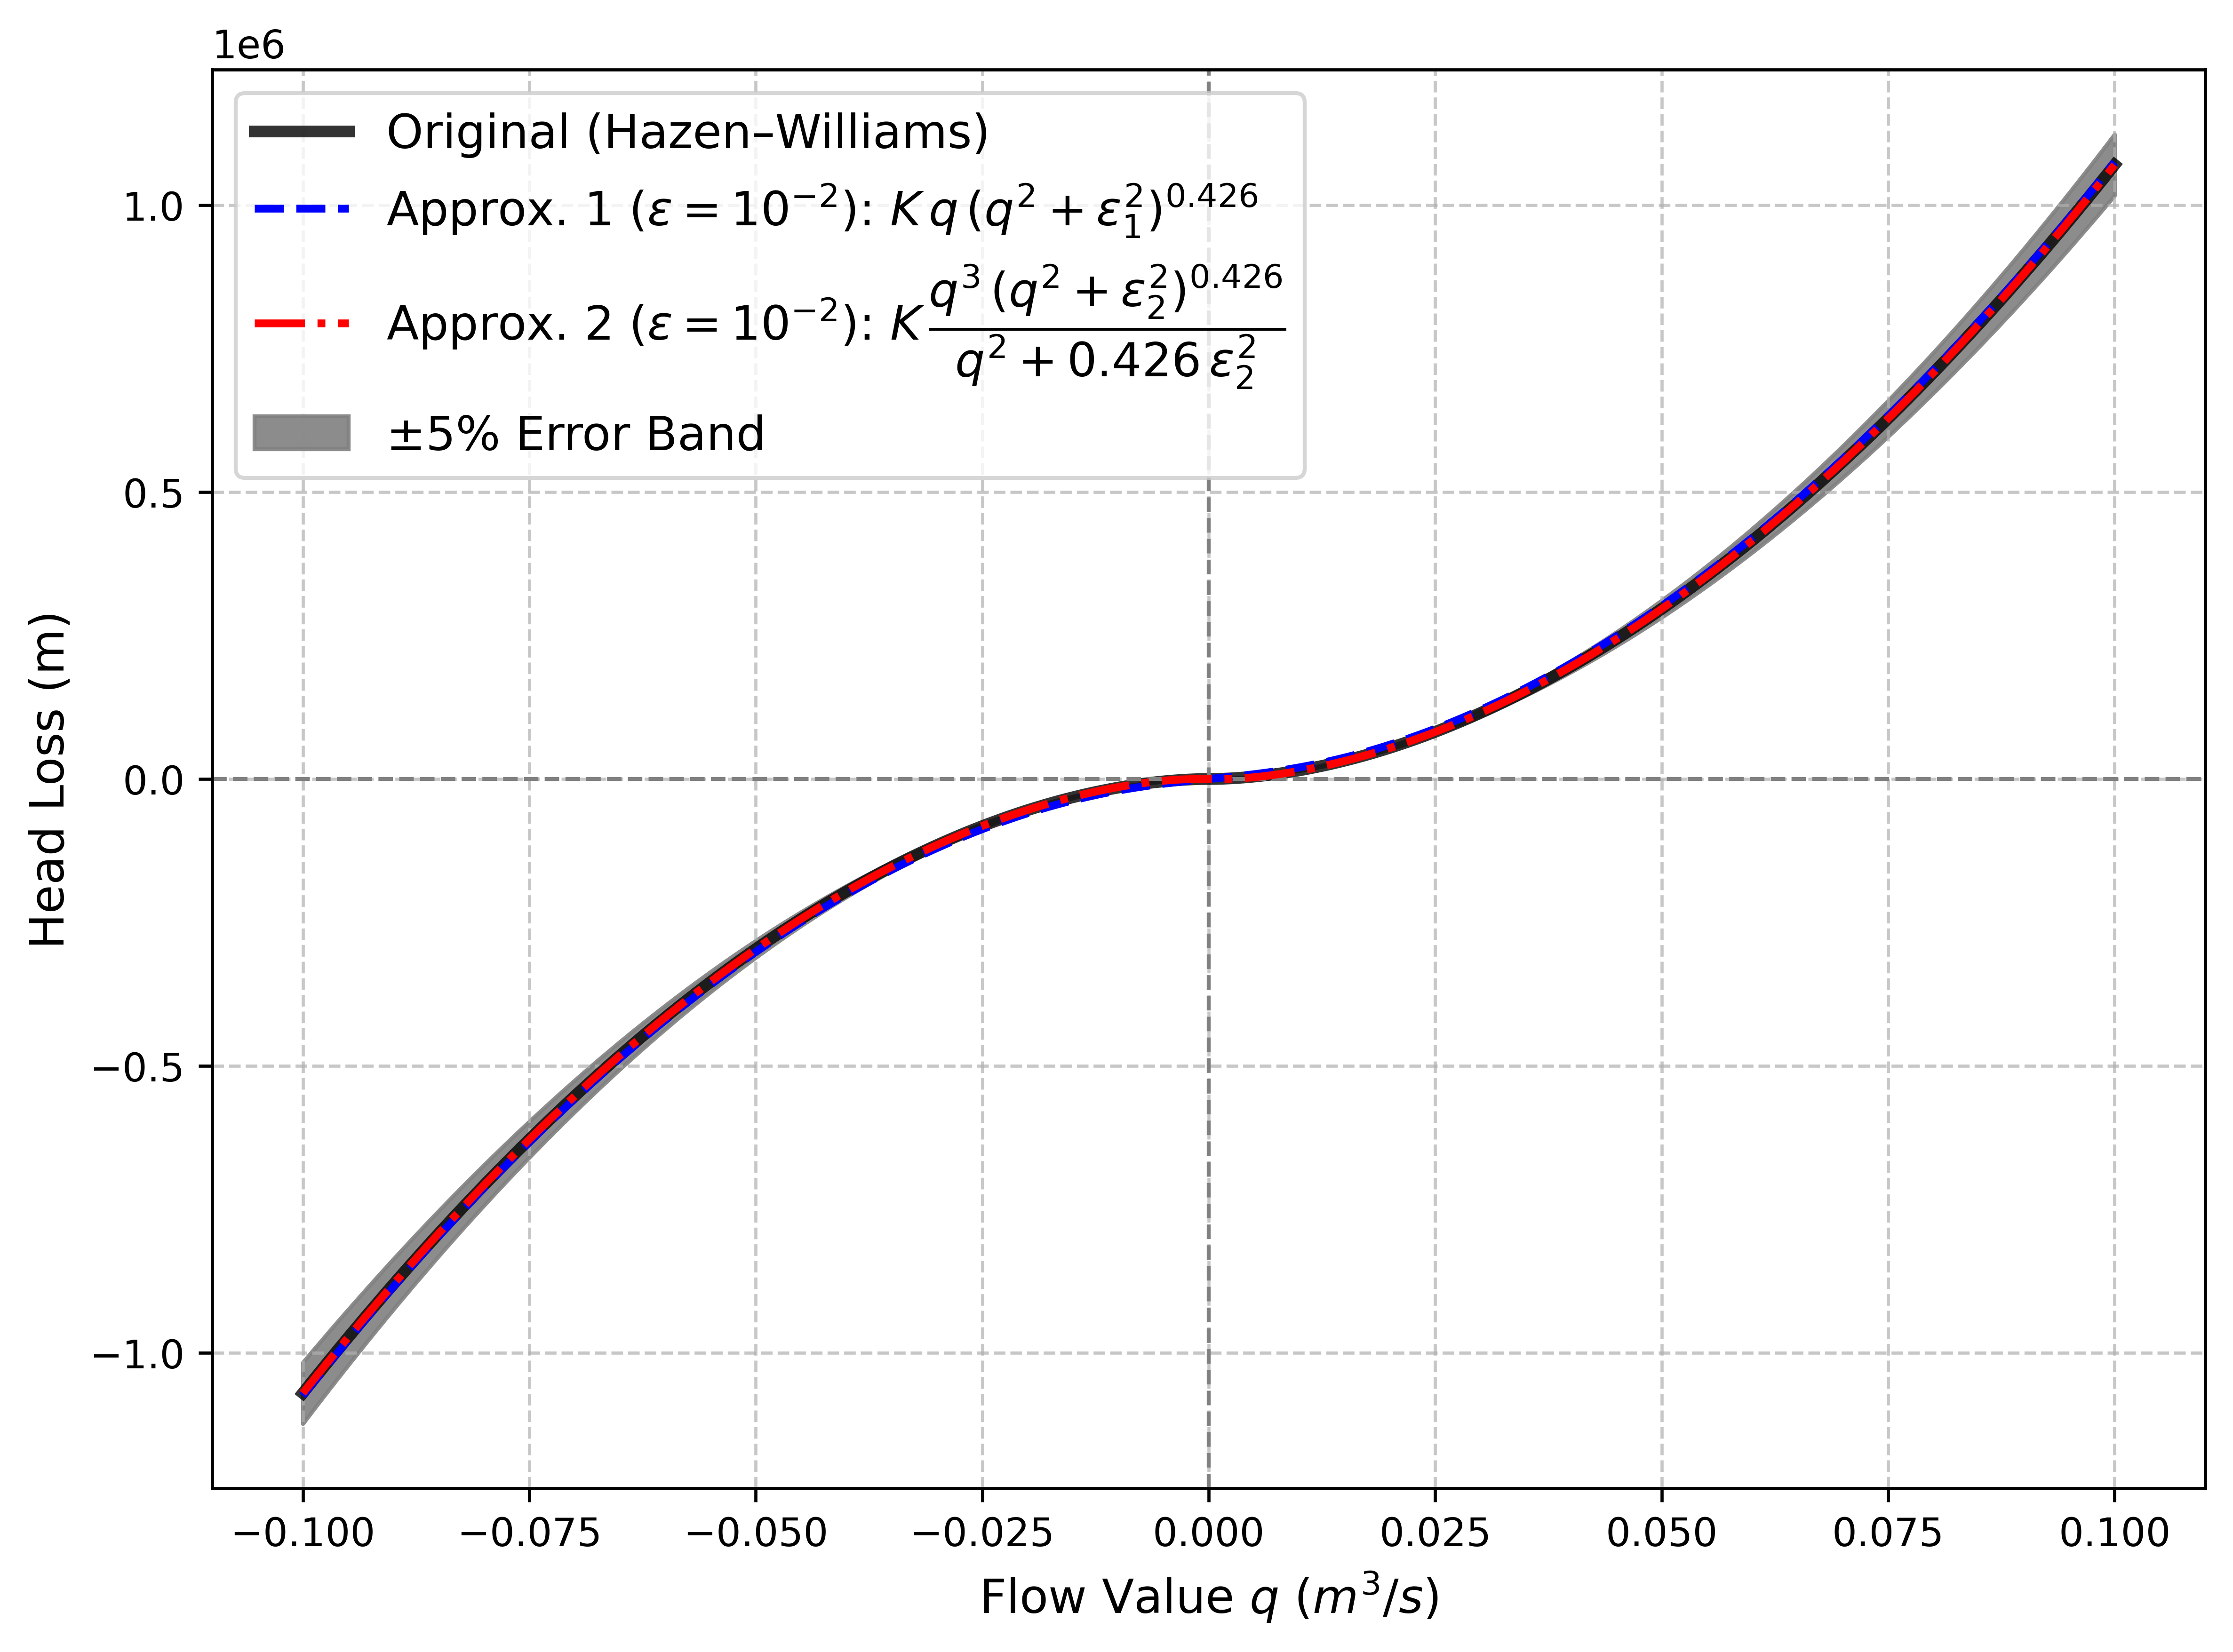 1e6
Original (Hazen–Williams)
Approx. 1 (ε = 10⁻²): K q (q² + ε₁²)^0.426
Approx. 2 (ε = 10⁻²): K q³ (q² + ε₂²)^0.426 / q² + 0.426 ε₂²
±5% Error Band
1.0
0.5
0.0
−0.5
−1.0
Head Loss (m)
−0.100 −0.075 −0.050 −0.025 0.000 0.025 0.050 0.075 0.100
Flow Value q (m³/s)